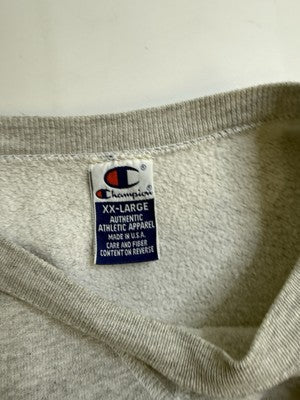 Champion®
XX-LARGE
AUTHENTIC
ATHLETIC APPAREL
MADE IN U.S.A.
CARE AND FIBER
CONTENT ON REVERSE